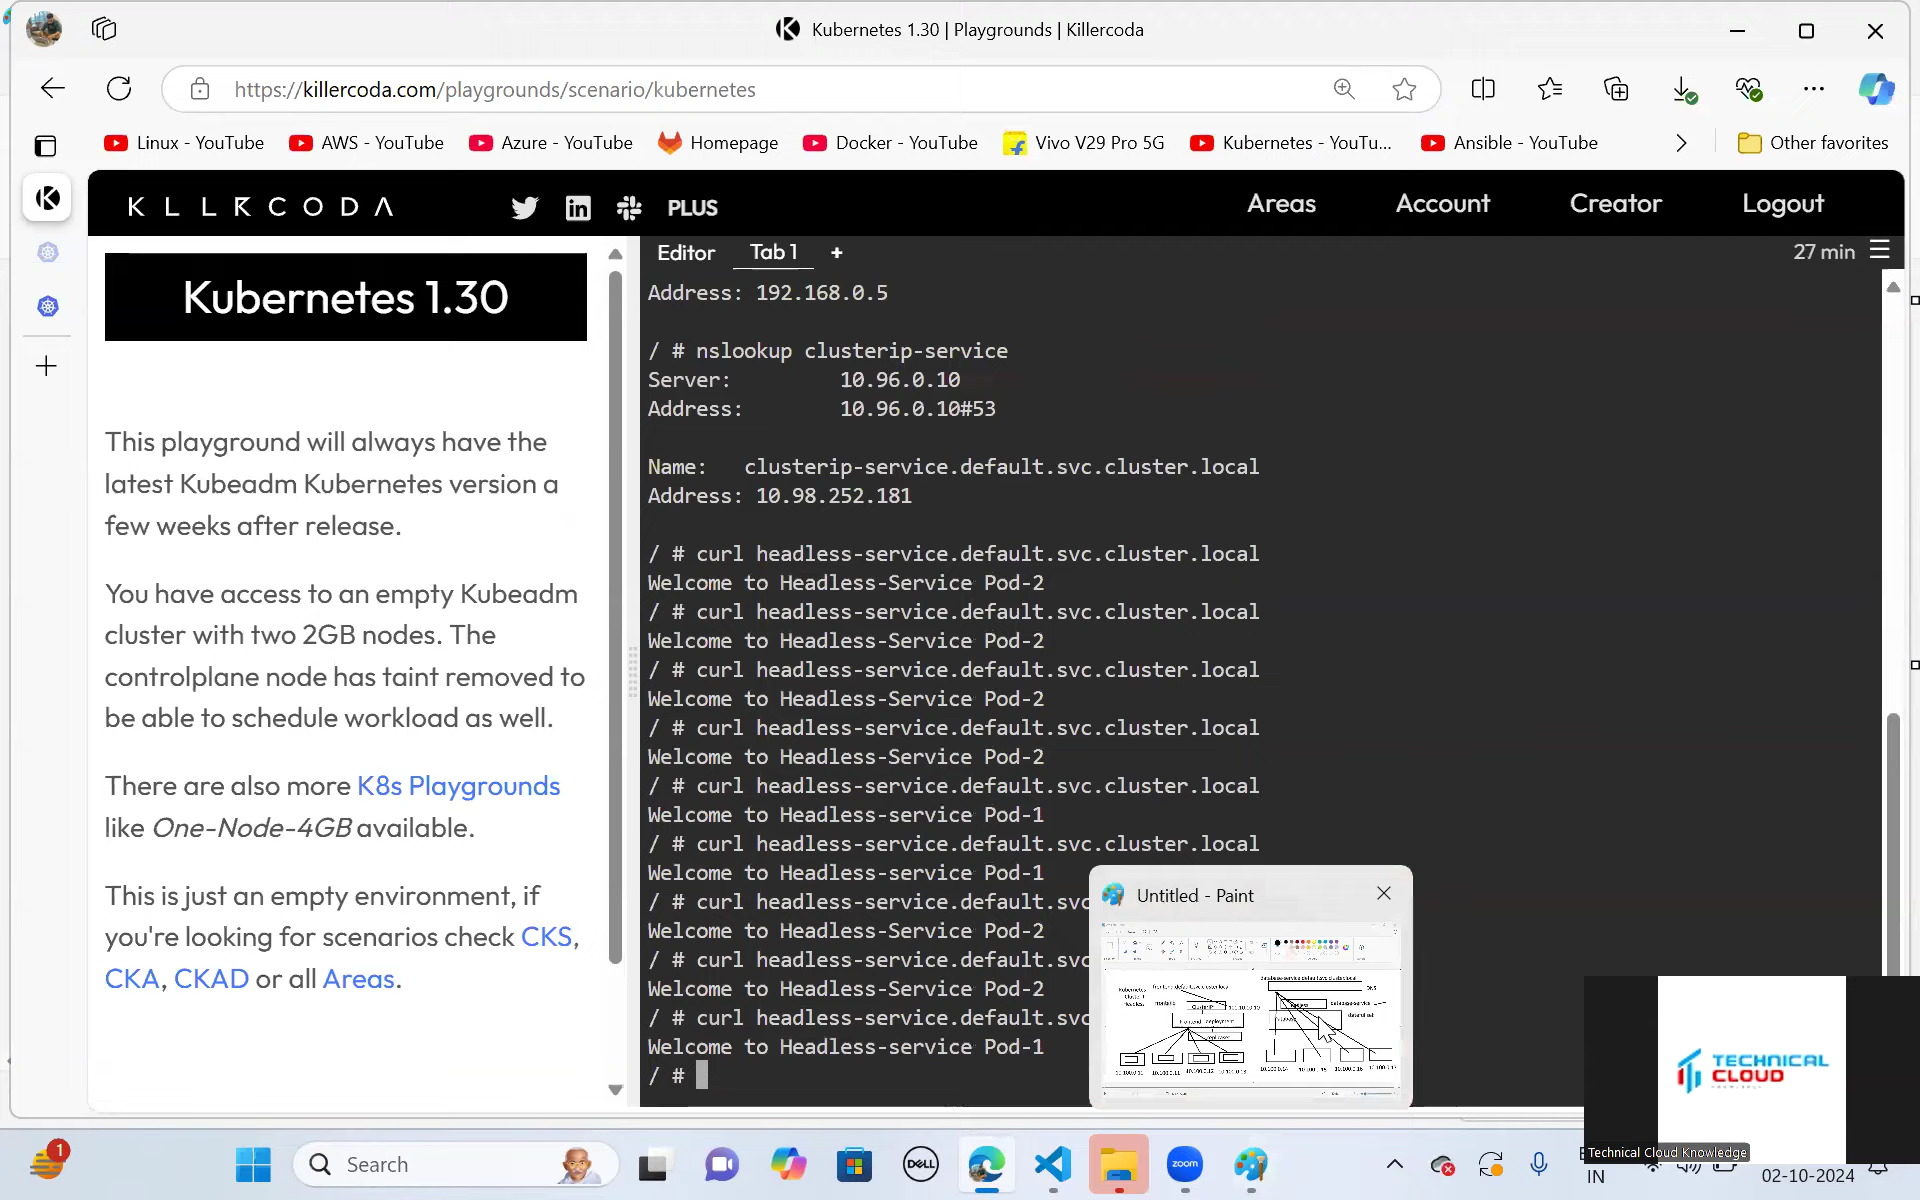 Kubernetes 1.30 | Playgrounds | Killercoda
https://killercoda.com/playgrounds/scenario/kubernetes
Linux - YouTube
AWS - YouTube
Azure - YouTube
Homepage
Docker - YouTube
Vivo V29 Pro 5G
Kubernetes - YouTu...
Ansible - YouTube
Other favorites
KLLRCODA
PLUS
Areas
Account
Creator
Logout
Kubernetes 1.30
This playground will always have the
latest Kubeadm Kubernetes version a
few weeks after release.
You have access to an empty Kubeadm
cluster with two 2GB nodes. The
controlplane node has taint removed to
be able to schedule workload as well.
There are also more K8s Playgrounds
like One-Node-4GB available.
This is just an empty environment, if
you're looking for scenarios check CKS,
CKA, CKAD or all Areas.
Editor
Tab 1
+
27 min
Address: 192.168.0.5
/ # nslookup clusterip-service
Server: 10.96.0.10
Address: 10.96.0.10#53
Name: clusterip-service.default.svc.cluster.local
Address: 10.98.252.181
/ # curl headless-service.default.svc.cluster.local
Welcome to Headless-Service Pod-2
/ # curl headless-service.default.svc.cluster.local
Welcome to Headless-Service Pod-2
/ # curl headless-service.default.svc.cluster.local
Welcome to Headless-Service Pod-2
/ # curl headless-service.default.svc.cluster.local
Welcome to Headless-Service Pod-2
/ # curl headless-service.default.svc.cluster.local
Welcome to Headless-Service Pod-1
/ # curl headless-service.default.svc.cluster.local
Welcome to Headless-Service Pod-1
/ # curl headless-service.default.svc
Welcome to Headless-Service Pod-2
/ # curl headless-service.default.svc
Welcome to Headless-Service Pod-2
/ # curl headless-service.default.svc
Welcome to Headless-Service Pod-1
/ #
Untitled - Paint
Kubernetes
Cluster-IP
Headless
ClusterIP
DNS
database-service
TECHNICAL
CLOUD
Technical Cloud Knowledge
1
Search
DELL
zoom
IN
02-10-2024